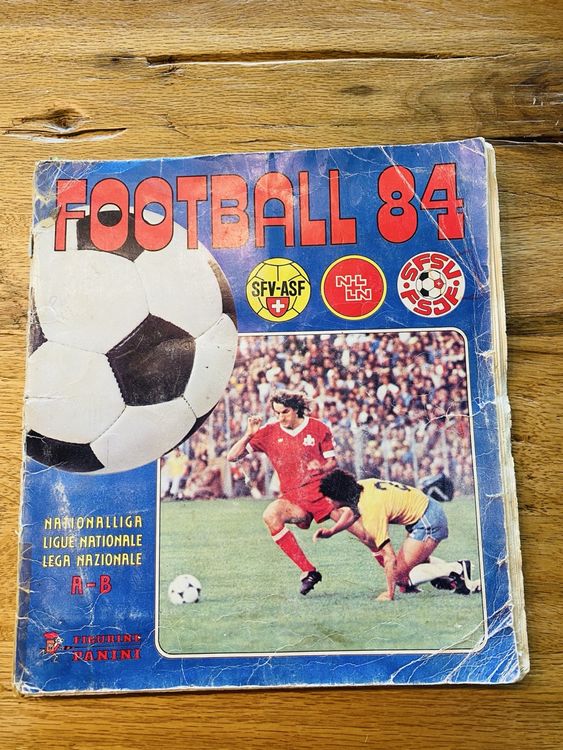 FOOTBALL 84
SFV-ASF
N-L
LN
SFSV
FSJF
NATIONALLIGA
LIGUE NATIONALE
LEGA NAZIONALE
A-B
FIGURINE
PANINI